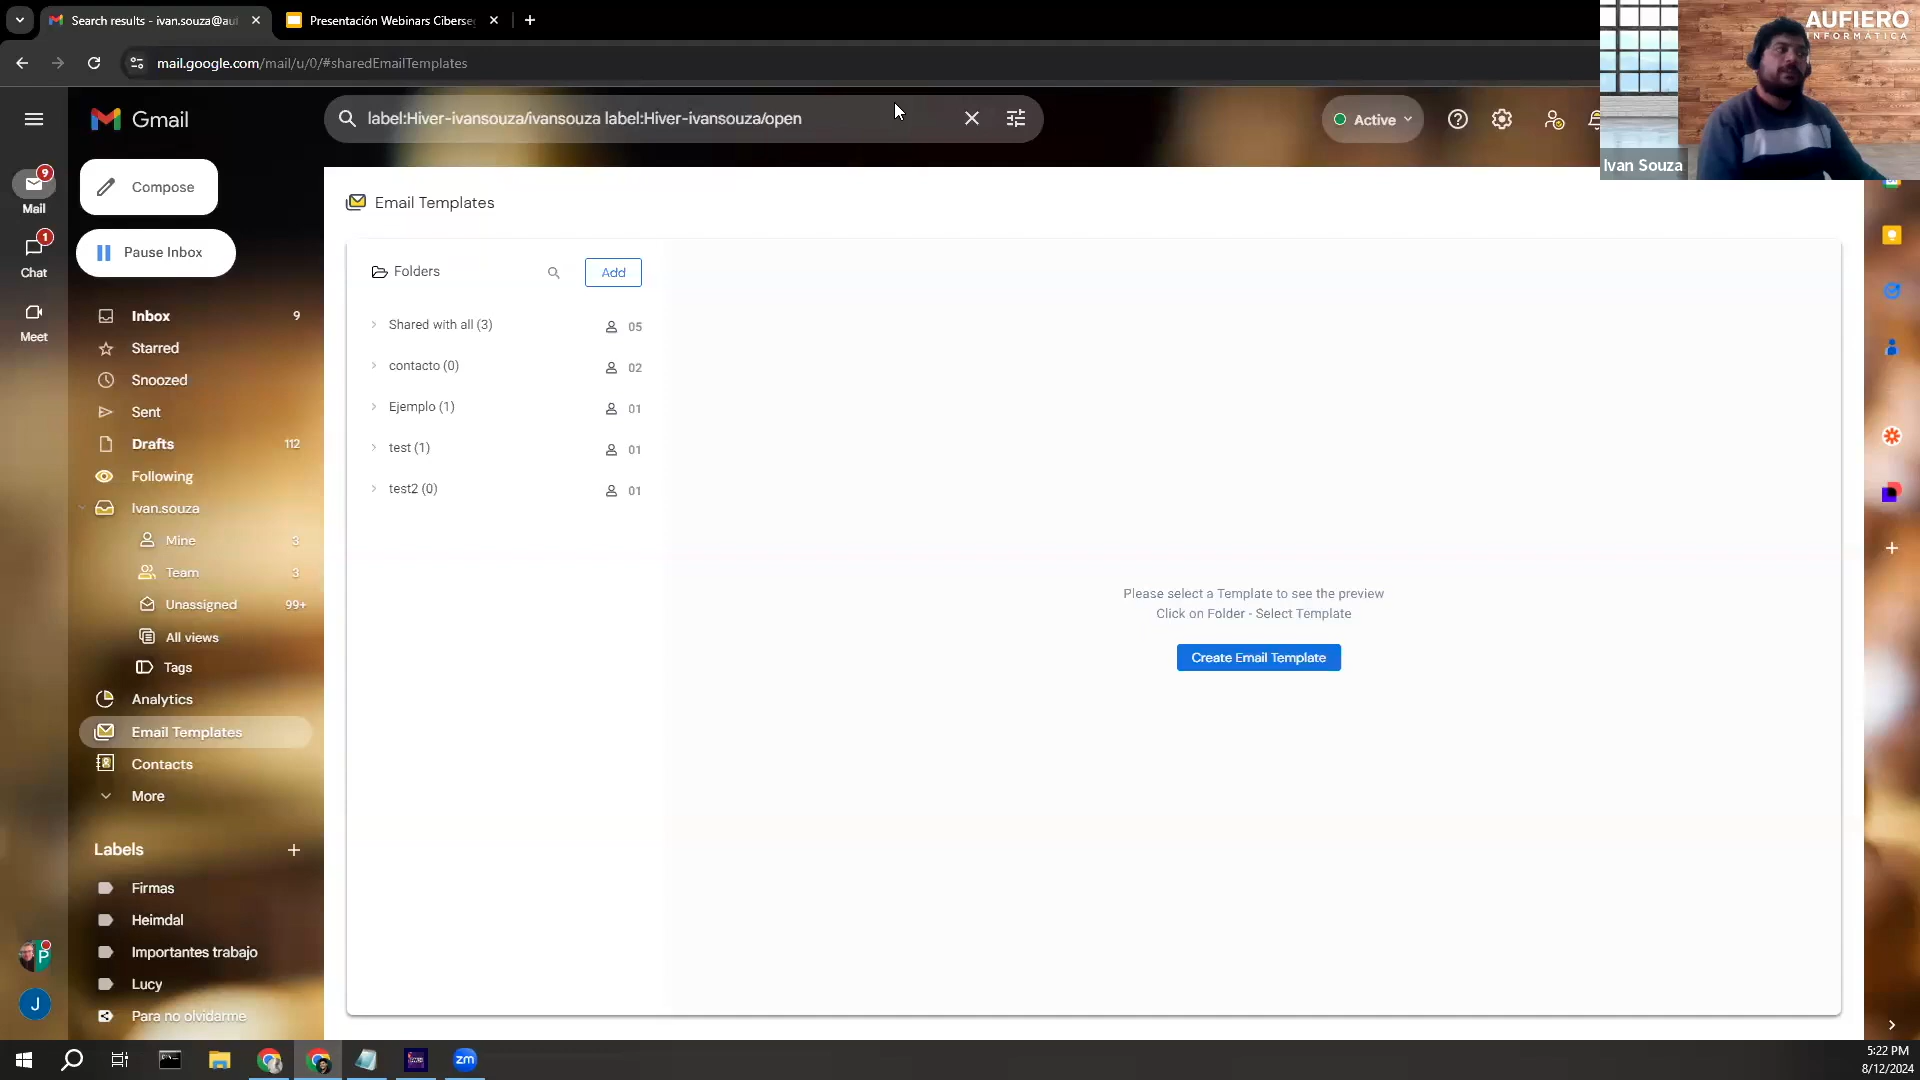 Search results - ivan.souza@au
Presentación Webinars Cibers
mail.google.com/mail/u/0/#sharedEmailTemplates
AUFIERO
INFORMÁTICA
Ivan Souza
Gmail
label:Hiver-ivansouza/ivansouza label:Hiver-ivansouza/open
Active
9
Mail
1
Chat
Meet
Compose
Pause Inbox
Inbox 9
Starred
Snoozed
Sent
Drafts 112
Following
Ivan.souza
Mine 3
Team 3
Unassigned 99+
All views
Tags
Analytics
Email Templates
Contacts
More
Labels
Firmas
Heimdal
Importantes trabajo
Lucy
Para no olvidarme
P
J
Email Templates
Folders Add
Shared with all (3) 05
contacto (0) 02
Ejemplo (1) 01
test (1) 01
test2 (0) 01
Please select a Template to see the preview
Click on Folder - Select Template
Create Email Template
zm
5:22 PM
8/12/2024